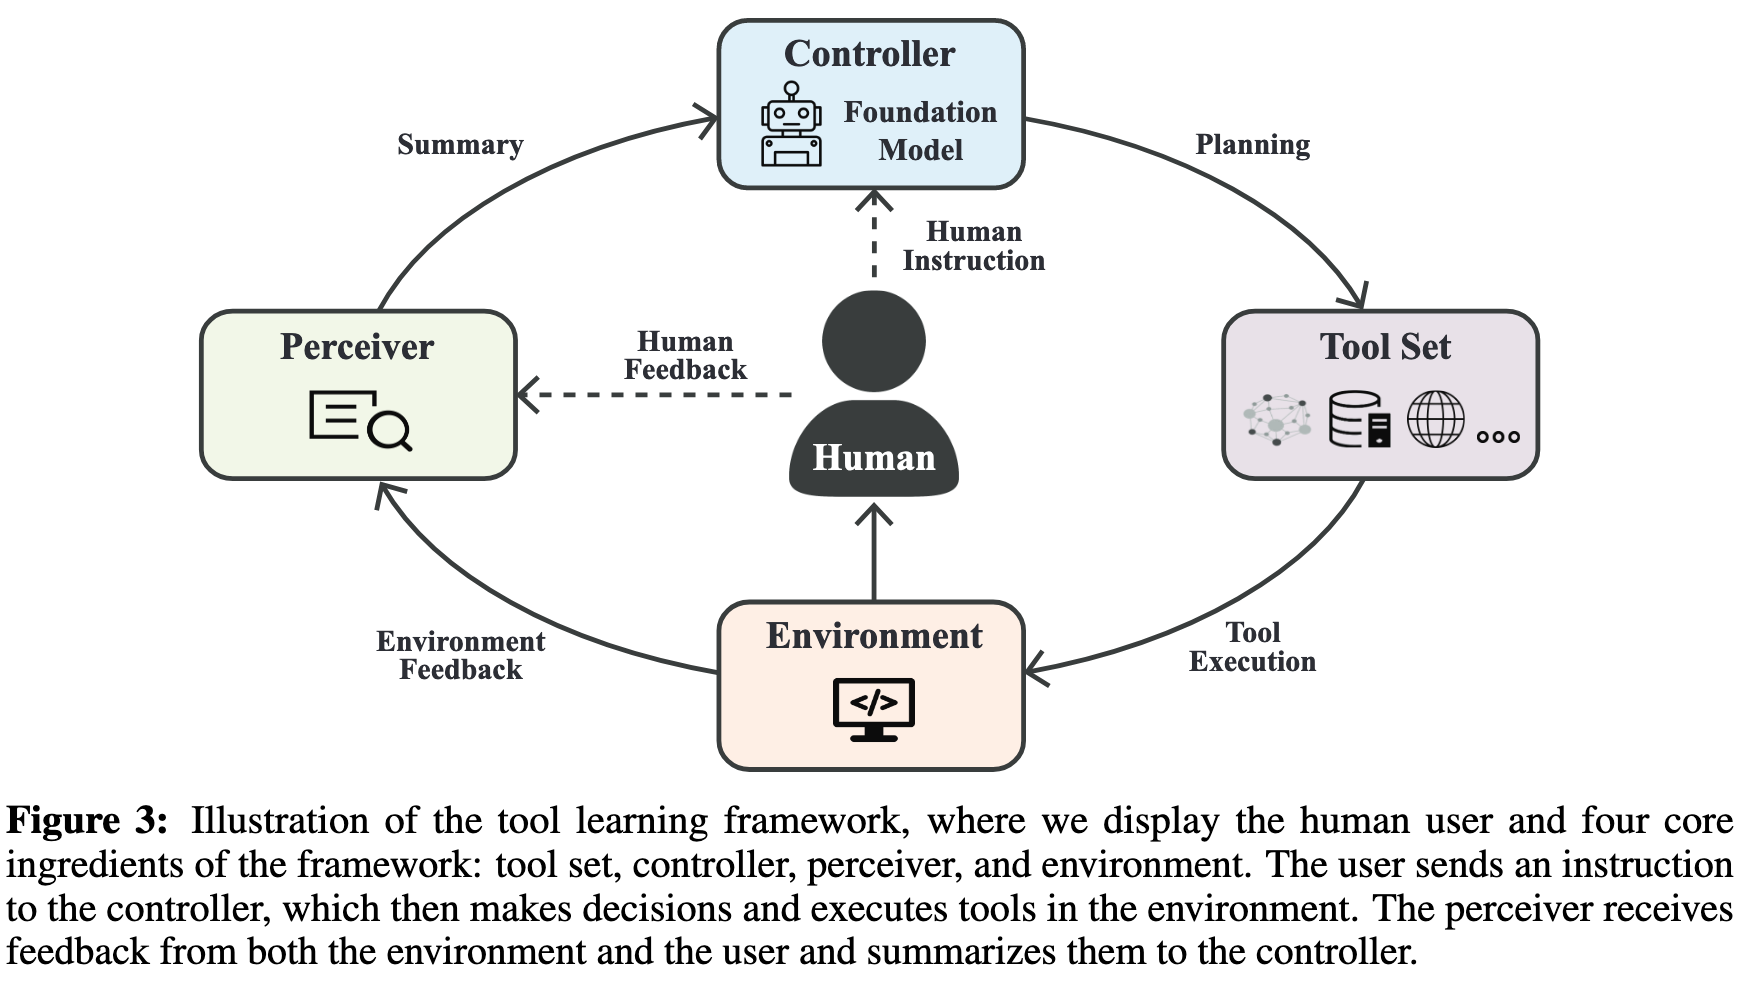 Controller
Foundation
Model
Summary
Planning
Human
Instruction
Perceiver
Human
Feedback
Human
Tool Set
Environment
Feedback
Environment
</>
Tool
Execution
Figure 3: Illustration of the tool learning framework, where we display the human user and four core
ingredients of the framework: tool set, controller, perceiver, and environment. The user sends an instruction
to the controller, which then makes decisions and executes tools in the environment. The perceiver receives
feedback from both the environment and the user and summarizes them to the controller.